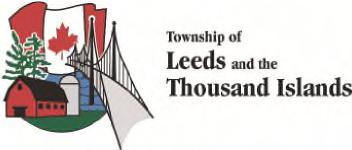 Township of
Leeds and the
Thousand Islands